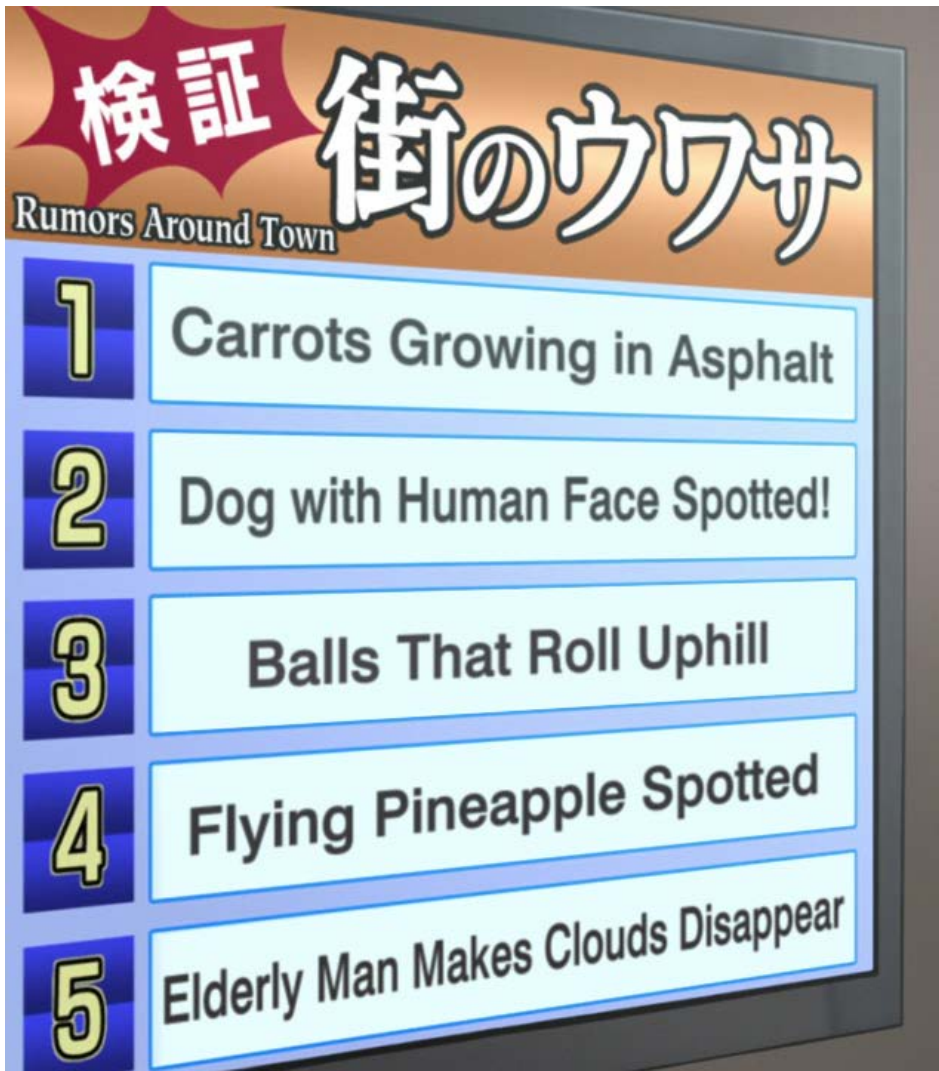 検証
街のウワサ
Rumors Around Town
1 Carrots Growing in Asphalt
2 Dog with Human Face Spotted!
3 Balls That Roll Uphill
4 Flying Pineapple Spotted
5 Elderly Man Makes Clouds Disappear